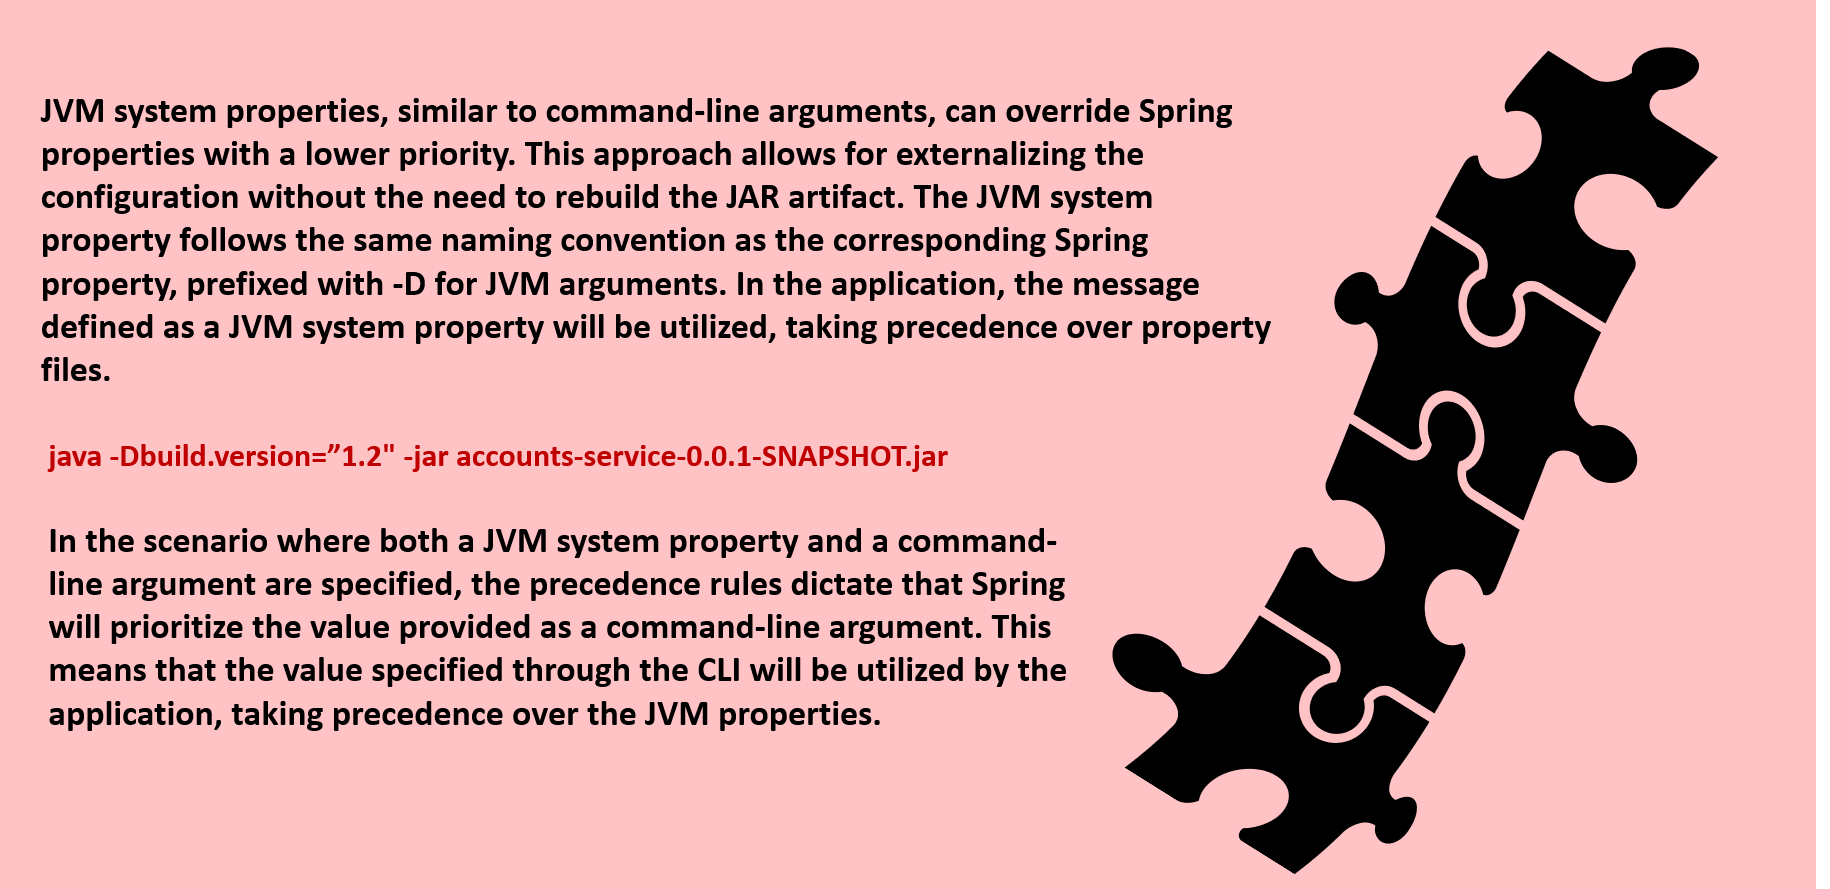 JVM system properties, similar to command-line arguments, can override Spring
properties with a lower priority. This approach allows for externalizing the
configuration without the need to rebuild the JAR artifact. The JVM system
property follows the same naming convention as the corresponding Spring
property, prefixed with -D for JVM arguments. In the application, the message
defined as a JVM system property will be utilized, taking precedence over property
files.
java -Dbuild.version=”1.2" -jar accounts-service-0.0.1-SNAPSHOT.jar
In the scenario where both a JVM system property and a command-
line argument are specified, the precedence rules dictate that Spring
will prioritize the value provided as a command-line argument. This
means that the value specified through the CLI will be utilized by the
application, taking precedence over the JVM properties.